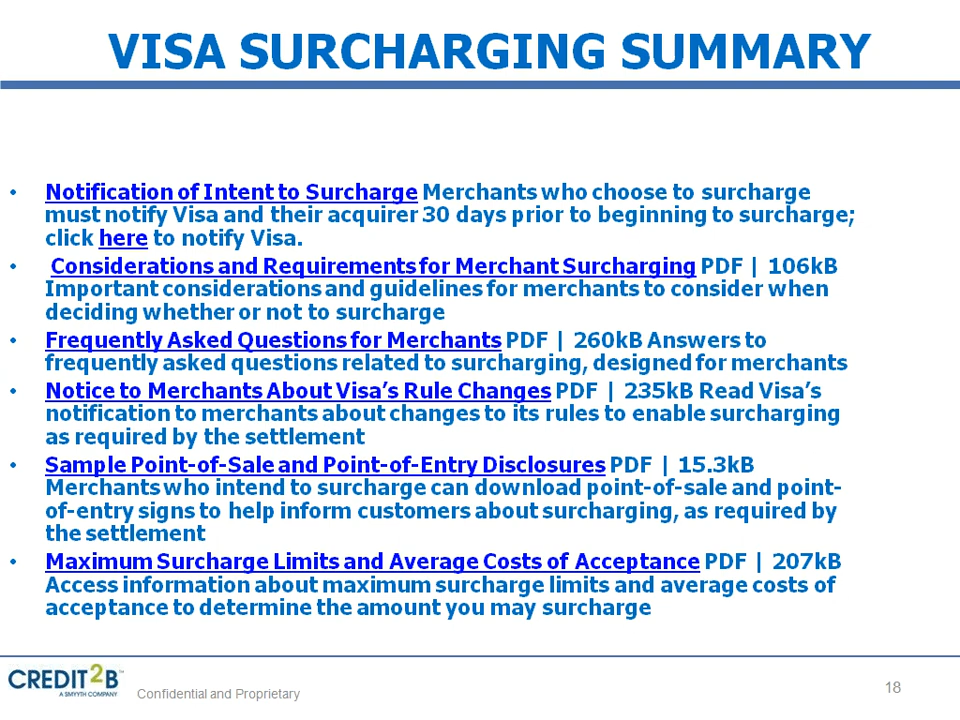 VISA SURCHARGING SUMMARY
• Notification of Intent to Surcharge Merchants who choose to surcharge
must notify Visa and their acquirer 30 days prior to beginning to surcharge;
click here to notify Visa.
• Considerations and Requirements for Merchant Surcharging PDF | 106kB
Important considerations and guidelines for merchants to consider when
deciding whether or not to surcharge
• Frequently Asked Questions for Merchants PDF | 260kB Answers to
frequently asked questions related to surcharging, designed for merchants
• Notice to Merchants About Visa’s Rule Changes PDF | 235kB Read Visa’s
notification to merchants about changes to its rules to enable surcharging
as required by the settlement
• Sample Point-of-Sale and Point-of-Entry Disclosures PDF | 15.3kB
Merchants who intend to surcharge can download point-of-sale and point-
of-entry signs to help inform customers about surcharging, as required by
the settlement
• Maximum Surcharge Limits and Average Costs of Acceptance PDF | 207kB
Access information about maximum surcharge limits and average costs of
acceptance to determine the amount you may surcharge
CREDIT2B™
A SMYYTH COMPANY
Confidential and Proprietary
18